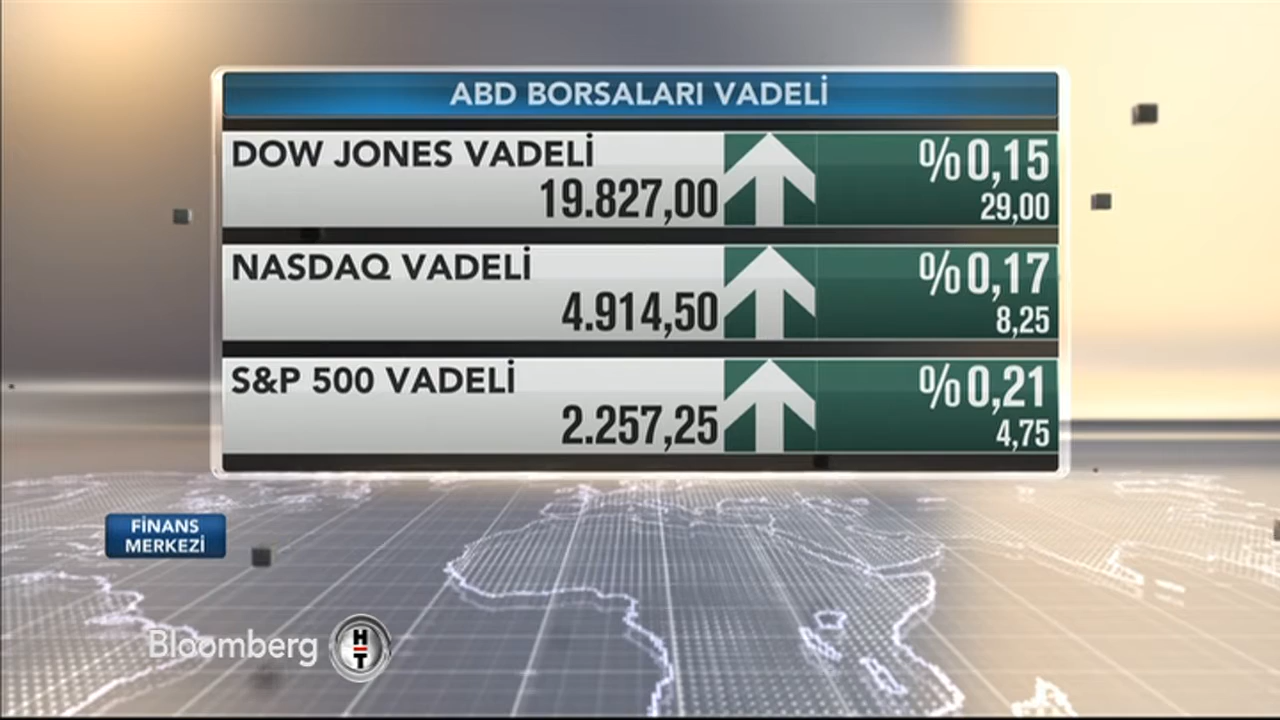 ABD BORSALARI VADELİ
DOW JONES VADELİ
19.827,00
%0,15
29,00
NASDAQ VADELİ
4.914,50
%0,17
8,25
S&P 500 VADELİ
2.257,25
%0,21
4,75
FİNANS
MERKEZİ
Bloomberg HT